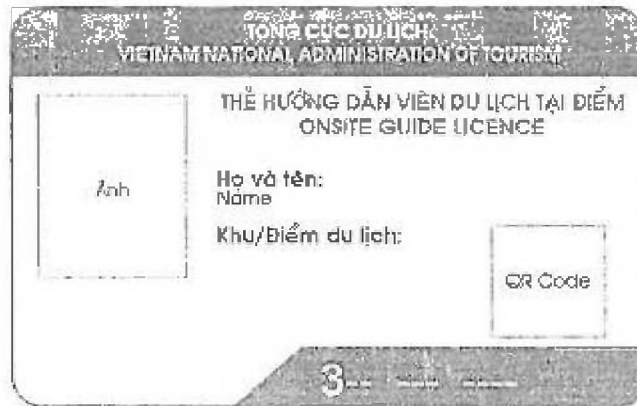 TỔNG CỤC DU LỊCH
VIETNAM NATIONAL ADMINISTRATION OF TOURISM
THẺ HƯỚNG DẪN VIÊN DU LỊCH TẠI ĐIỂM
ONSITE GUIDE LICENCE
Ảnh
Họ và tên:
Name
Khu/Điểm du lịch:
QR Code
3-- --- ----